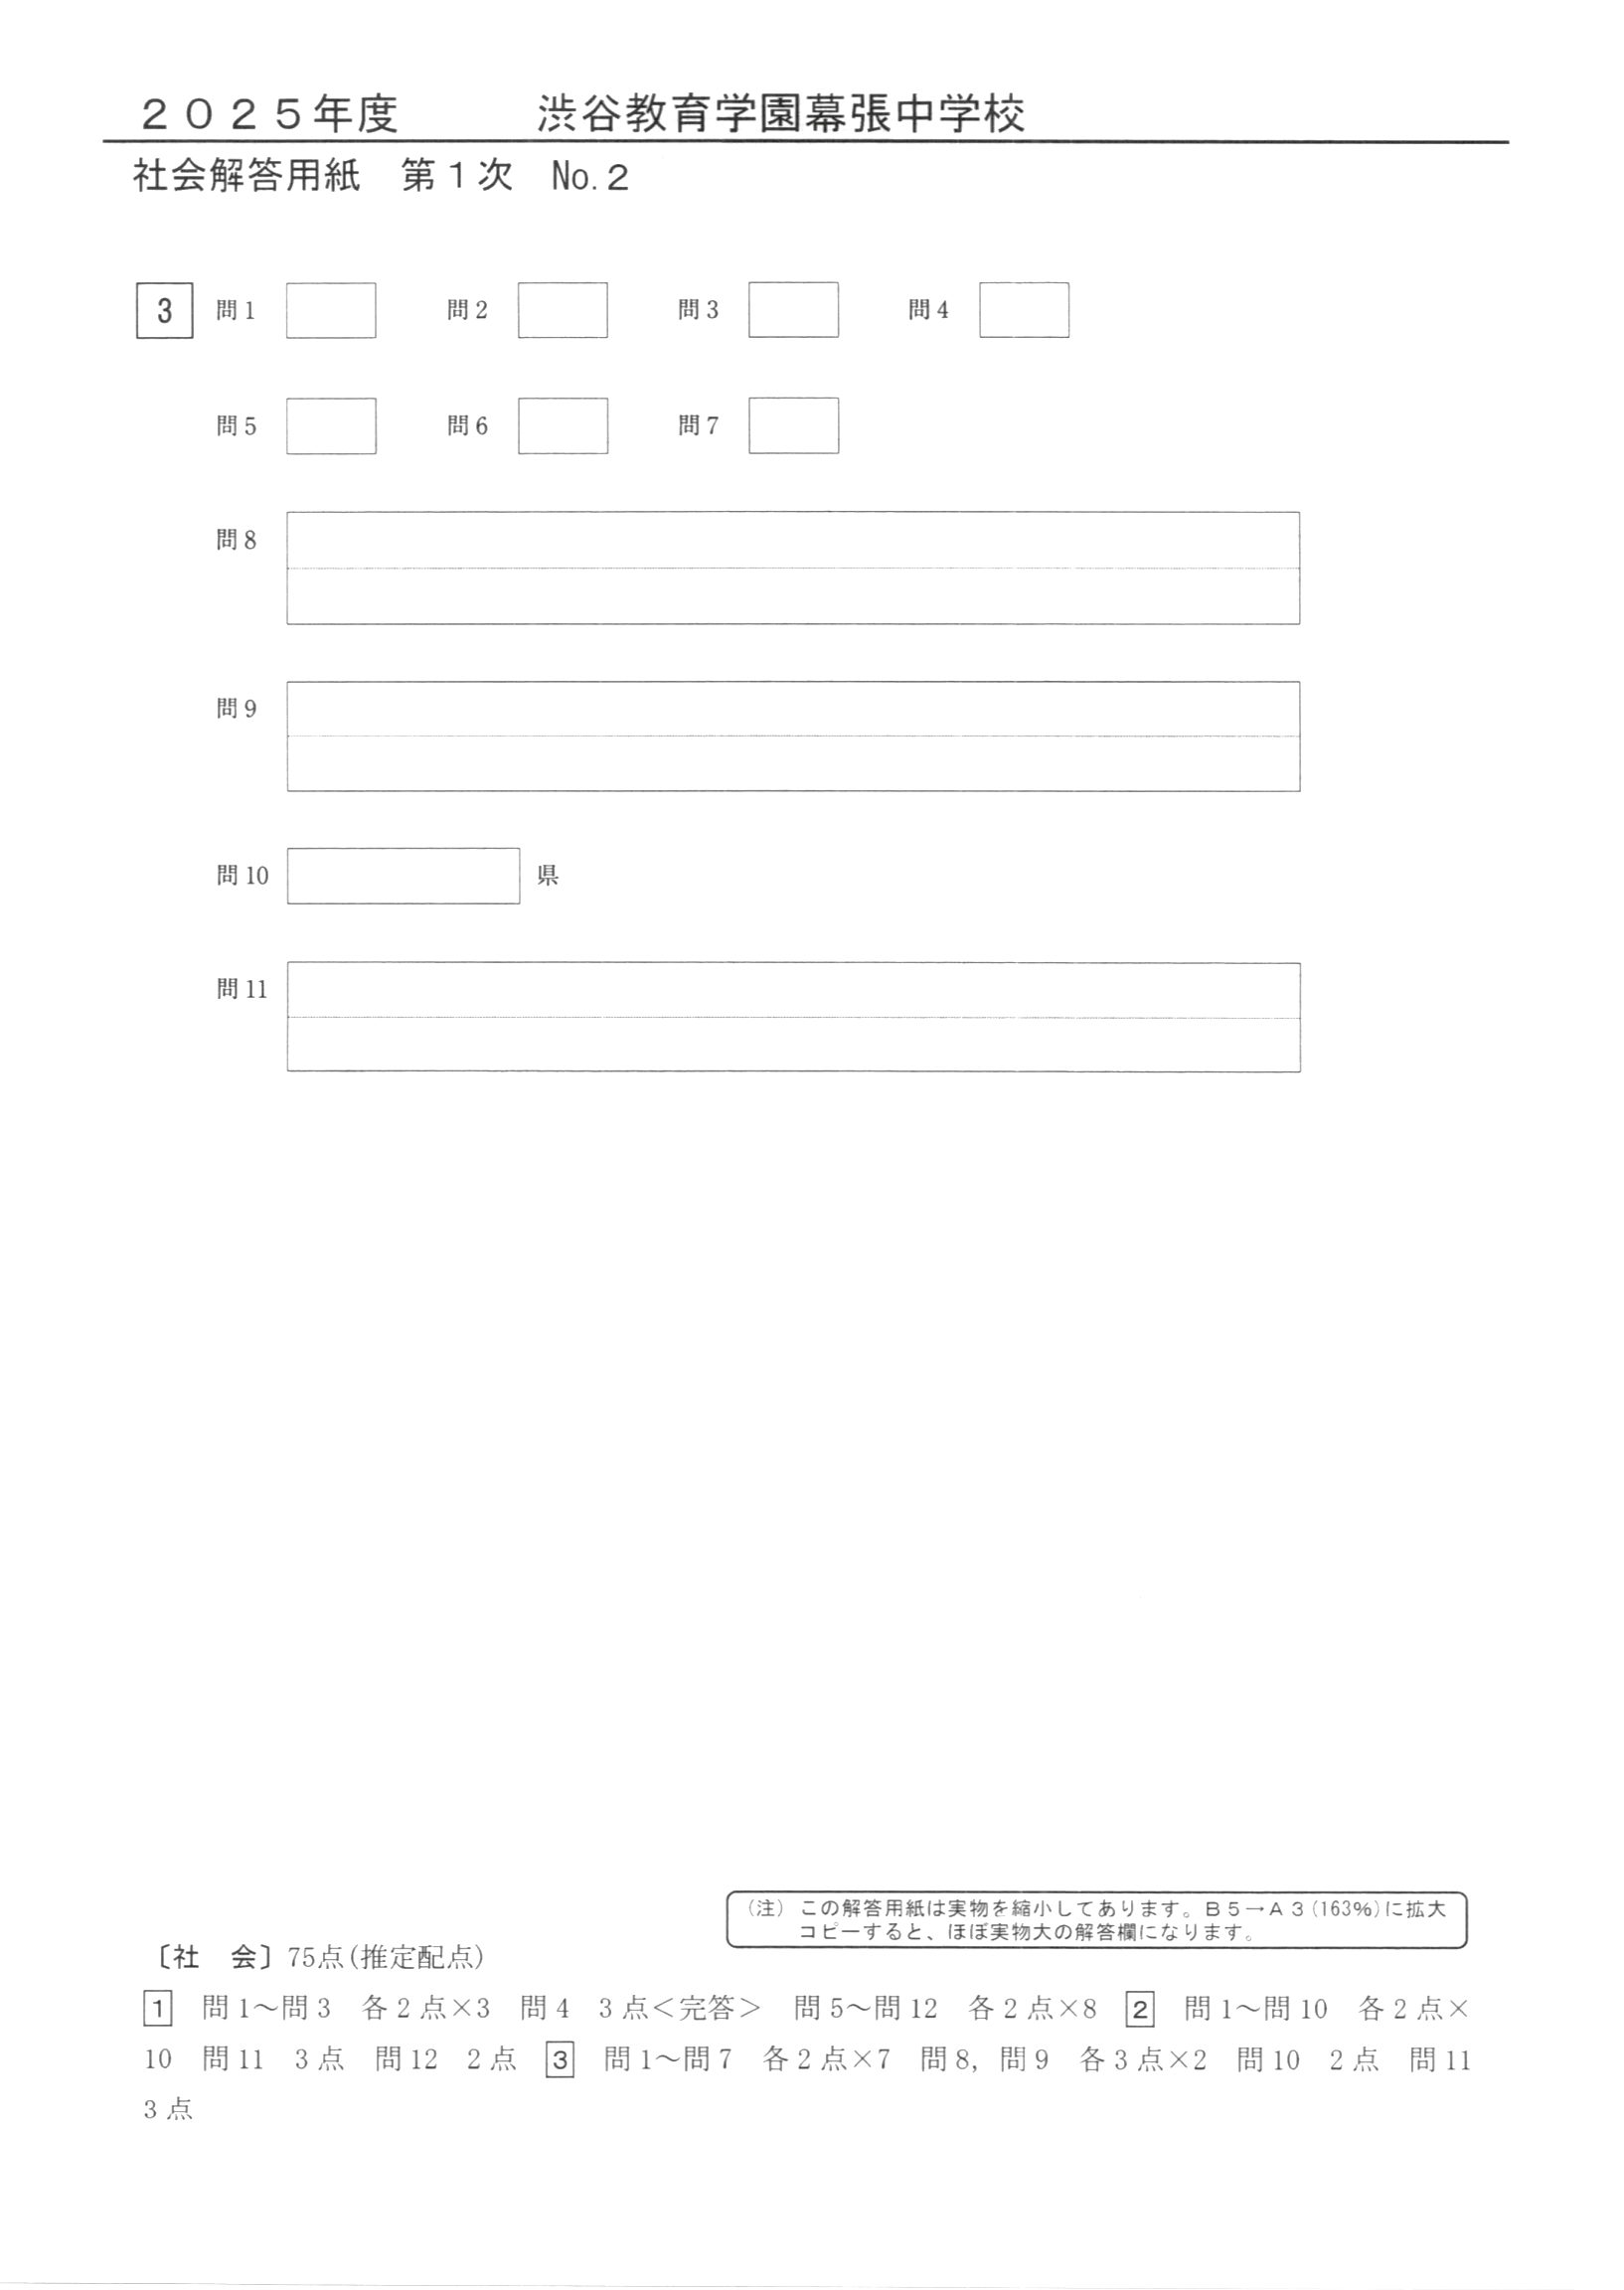 ２０２５年度　　　渋谷教育学園幕張中学校
社会解答用紙　第１次　No.２
3　問1　問2　問3　問4
問5　問6　問7
問8
問9
問10　県
問11
（注）この解答用紙は実物を縮小してあります。Ｂ５→Ａ３(163%)に拡大
コピーすると、ほぼ実物大の解答欄になります。
〔社　会〕75点(推定配点)
1　問1～問3　各2点×3　問4　3点＜完答＞　問5～問12　各2点×8　2　問1～問10　各2点×
10　問11　3点　問12　2点　3　問1～問7　各2点×7　問8，問9　各3点×2　問10　2点　問11
3点